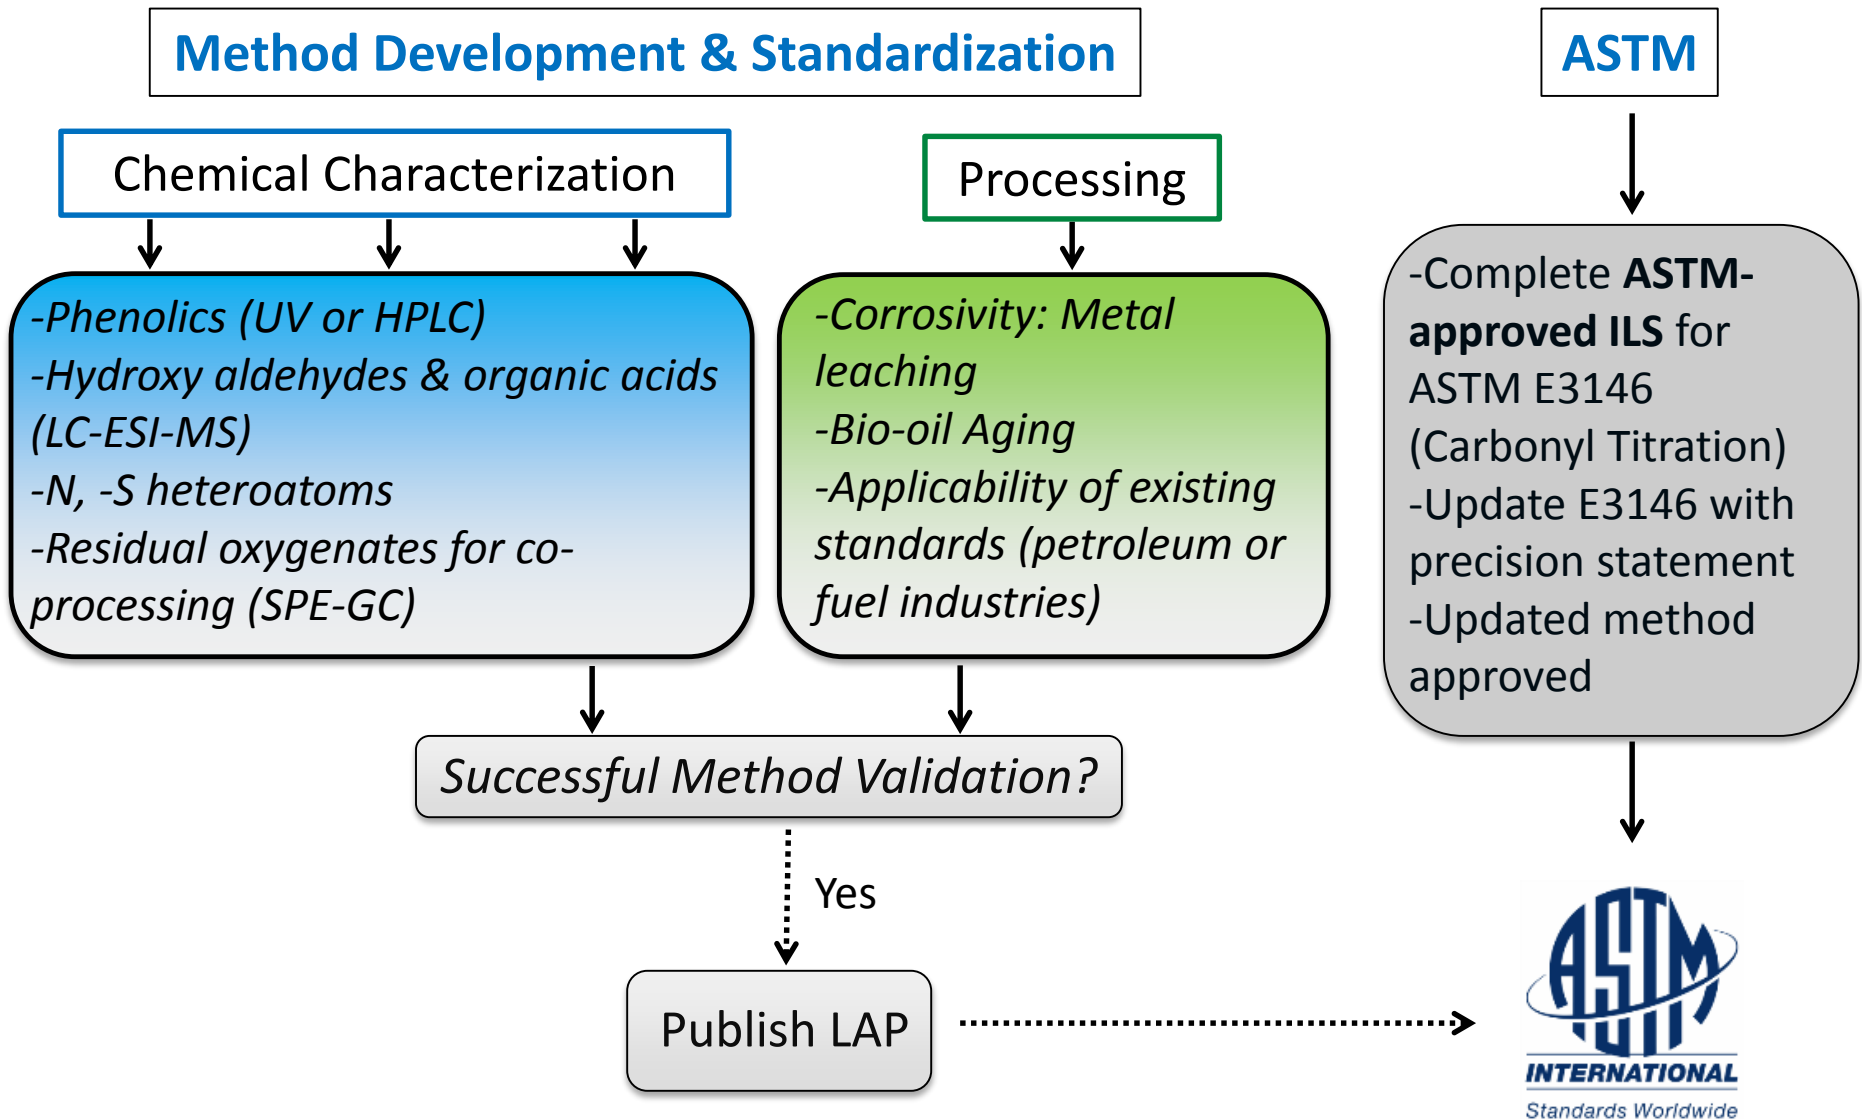 Method Development & Standardization
ASTM
Chemical Characterization
Processing
-Phenolics (UV or HPLC)
-Hydroxy aldehydes & organic acids
(LC-ESI-MS)
-N, -S heteroatoms
-Residual oxygenates for co-
processing (SPE-GC)
-Corrosivity: Metal
leaching
-Bio-oil Aging
-Applicability of existing
standards (petroleum or
fuel industries)
-Complete ASTM-
approved ILS for
ASTM E3146
(Carbonyl Titration)
-Update E3146 with
precision statement
-Updated method
approved
Successful Method Validation?
Yes
Publish LAP
ASTM
INTERNATIONAL
Standards Worldwide